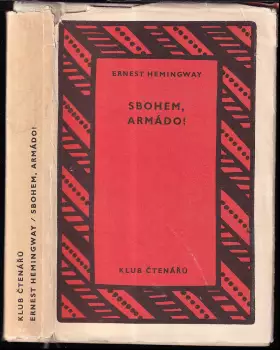 KLUB ČTENÁŘŮ
ERNEST HEMINGWAY / SBOHEM, ARMÁDO!
ERNEST HEMINGWAY
SBOHEM,
ARMÁDO!
KLUB ČTENÁŘŮ